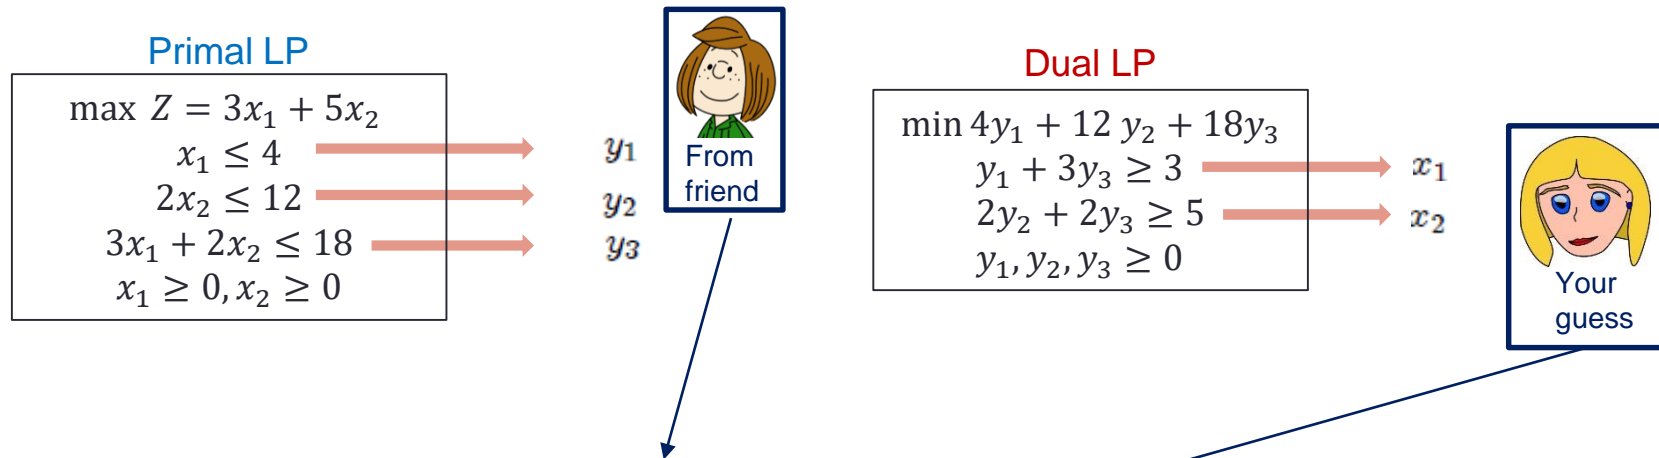 Primal LP
max Z = 3x₁ + 5x₂
x₁ ≤ 4
2x₂ ≤ 12
3x₁ + 2x₂ ≤ 18
x₁ ≥ 0, x₂ ≥ 0
y₁
y₂
y₃
From
friend
Dual LP
min 4y₁ + 12 y₂ + 18y₃
y₁ + 3y₃ ≥ 3
2y₂ + 2y₃ ≥ 5
y₁, y₂, y₃ ≥ 0
x₁
x₂
Your
guess